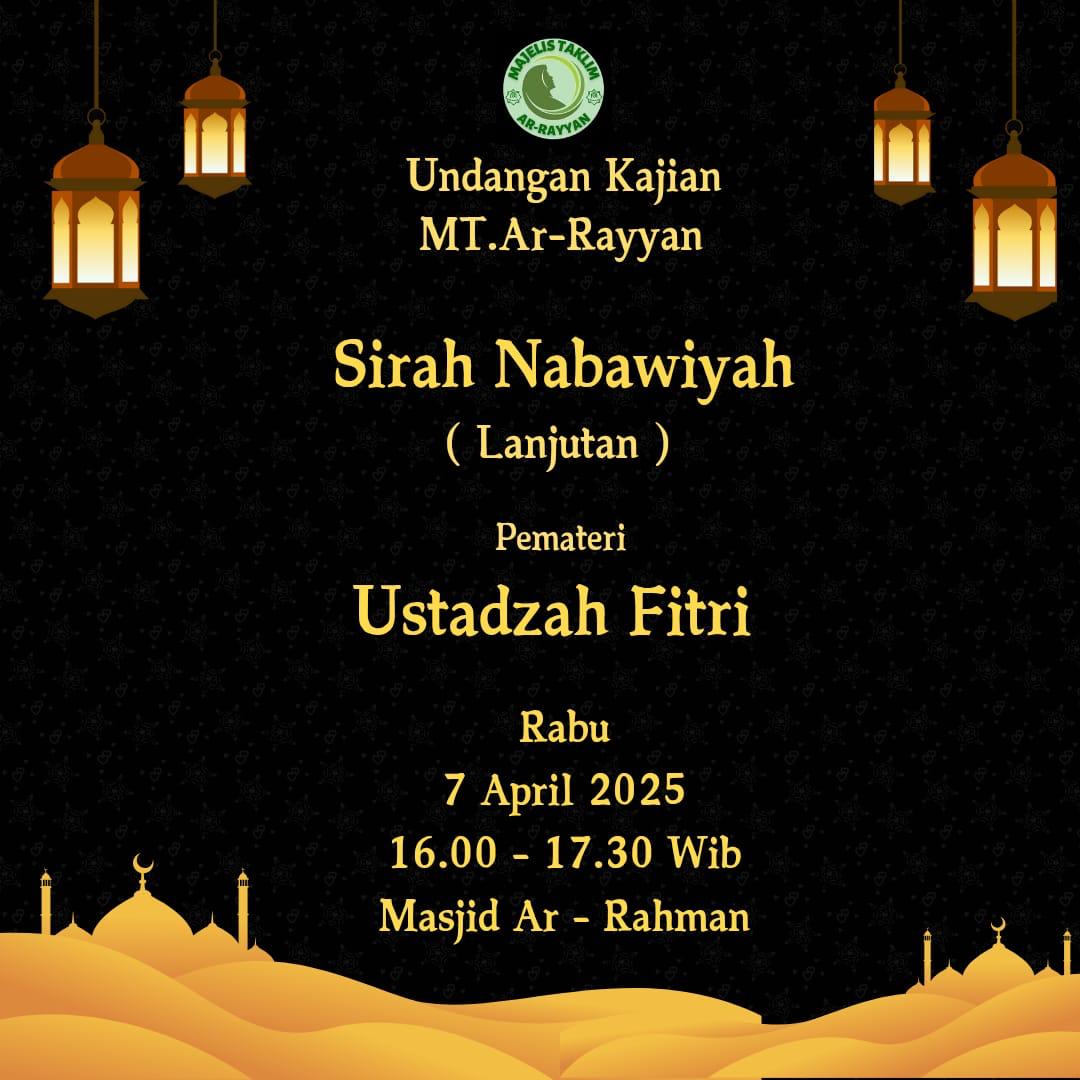 MAJELIS TAKLIM
AR-RAYYAN
Undangan Kajian
MT.Ar-Rayyan
Sirah Nabawiyah
( Lanjutan )
Pemateri
Ustadzah Fitri
Rabu
7 April 2025
16.00 - 17.30 Wib
Masjid Ar - Rahman